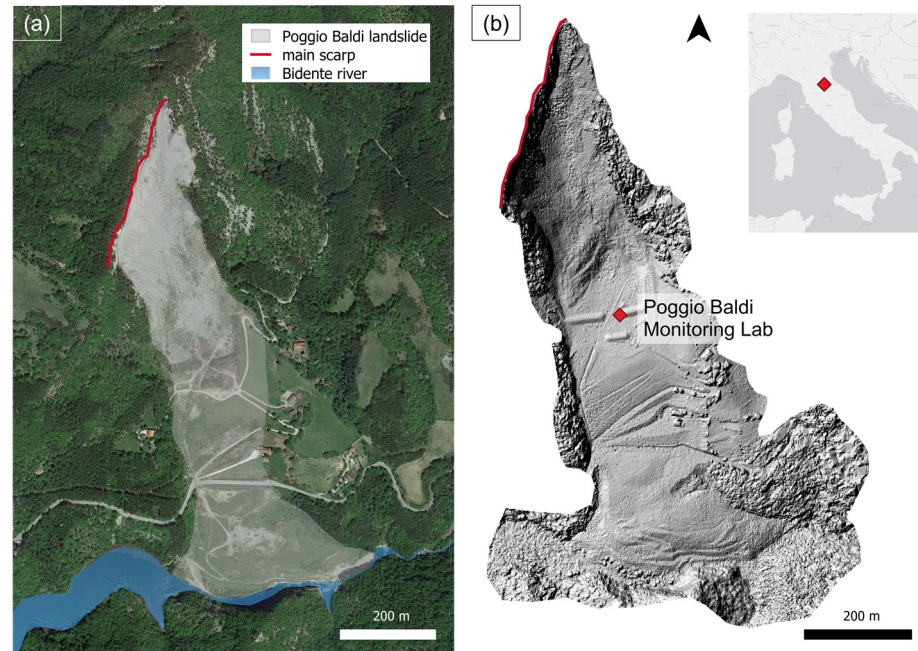 (a)
Poggio Baldi landslide
main scarp
Bidente river
200 m
(b)
Poggio Baldi
Monitoring Lab
200 m